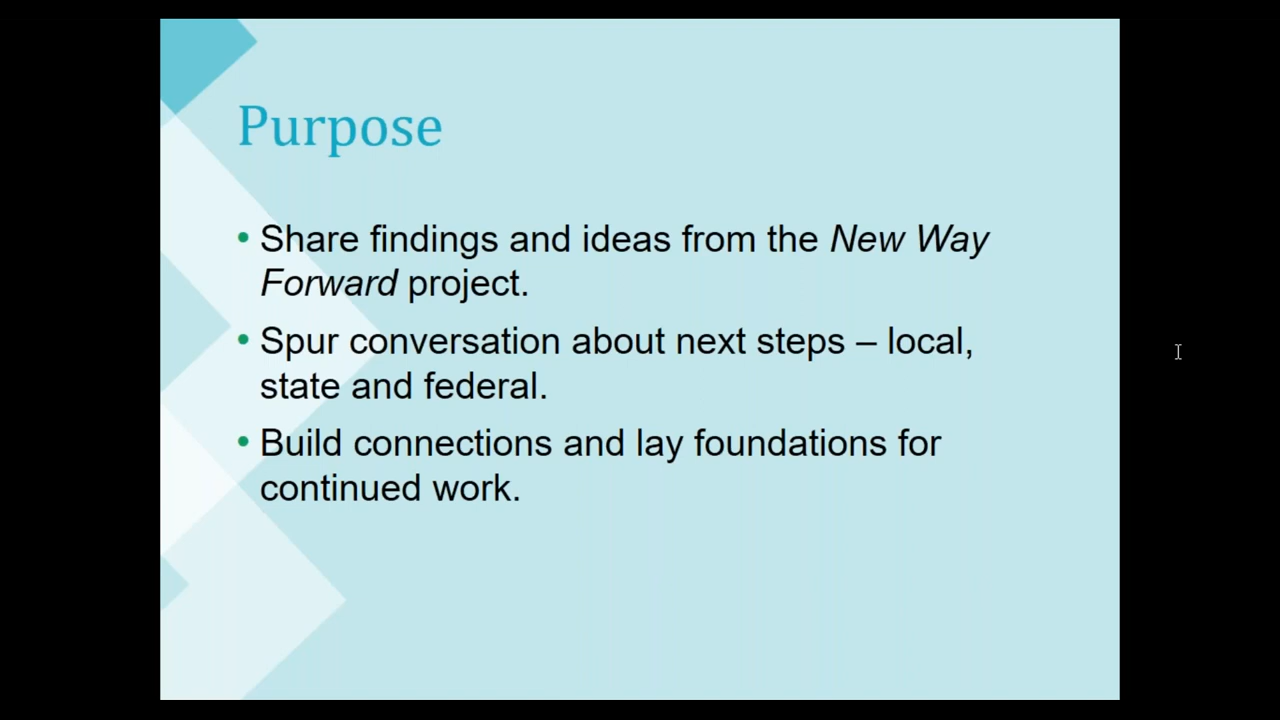 Purpose
• Share findings and ideas from the New Way
Forward project.
• Spur conversation about next steps – local,
state and federal.
• Build connections and lay foundations for
continued work.